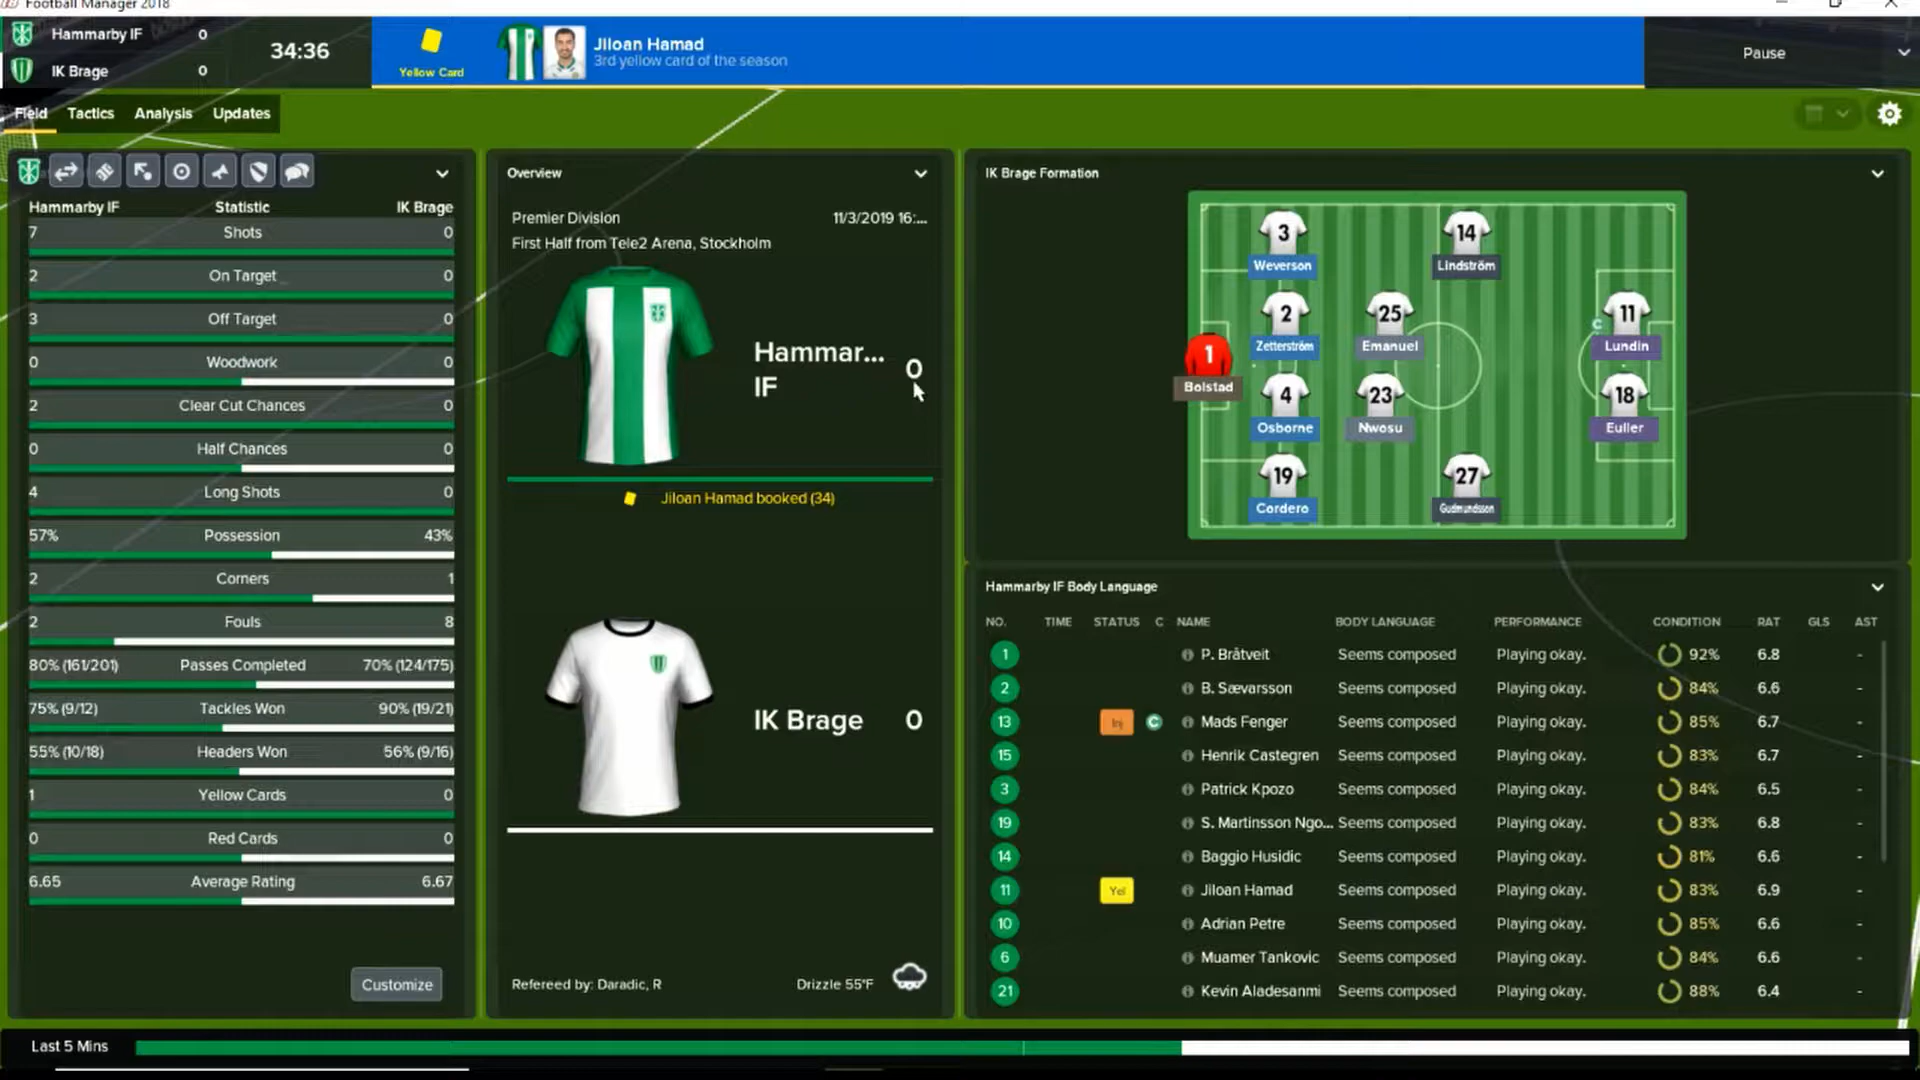 Football Manager 2018
Hammarby IF 0
IK Brage 0
34:36
Yellow Card
Jiloan Hamad
3rd yellow card of the season
Pause
Field Tactics Analysis Updates
Hammarby IF Statistic IK Brage
7 Shots 0
2 On Target 0
3 Off Target 0
0 Woodwork 0
2 Clear Cut Chances 0
0 Half Chances 0
4 Long Shots 0
57% Possession 43%
2 Corners 1
2 Fouls 8
80% (161/201) Passes Completed 70% (124/175)
75% (9/12) Tackles Won 90% (19/21)
55% (10/18) Headers Won 56% (9/16)
1 Yellow Cards 0
0 Red Cards 0
6.65 Average Rating 6.67
Customize
Overview
Premier Division 11/3/2019 16:...
First Half from Tele2 Arena, Stockholm
Hammar...
IF
0
Jiloan Hamad booked (34)
IK Brage 0
Refereed by: Daradic, R Drizzle 55°F
IK Brage Formation
3 14
Weverson Lindström
2 25 11
C
Zetterström Emanuel Lundin
1
Bolstad
4 23 18
Osborne Nwosu Euller
19 27
Cordero Gudmundsson
Hammarby IF Body Language
NO. TIME STATUS C NAME BODY LANGUAGE PERFORMANCE CONDITION RAT GLS AST
1 P. Bråtveit Seems composed Playing okay. 92% 6.8 -
2 B. Sævarsson Seems composed Playing okay. 84% 6.6 -
13 Inj C Mads Fenger Seems composed Playing okay. 85% 6.7 -
15 Henrik Castegren Seems composed Playing okay. 83% 6.7 -
3 Patrick Kpozo Seems composed Playing okay. 84% 6.5 -
19 S. Martinsson Ngo... Seems composed Playing okay. 83% 6.8 -
14 Baggio Husidic Seems composed Playing okay. 81% 6.6 -
11 Yel Jiloan Hamad Seems composed Playing okay. 83% 6.9 -
10 Adrian Petre Seems composed Playing okay. 85% 6.6 -
6 Muamer Tankovic Seems composed Playing okay. 84% 6.6 -
21 Kevin Aladesanmi Seems composed Playing okay. 88% 6.4 -
Last 5 Mins